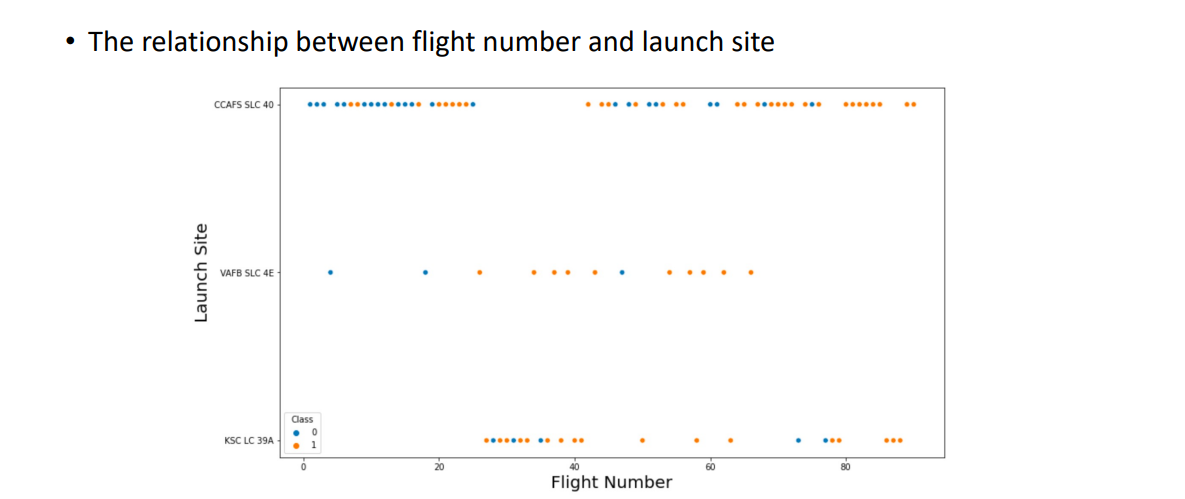 • The relationship between flight number and launch site
CCAFS SLC 40
VAFB SLC 4E
KSC LC 39A
Launch Site
Class
0
1
0 20 40 60 80
Flight Number